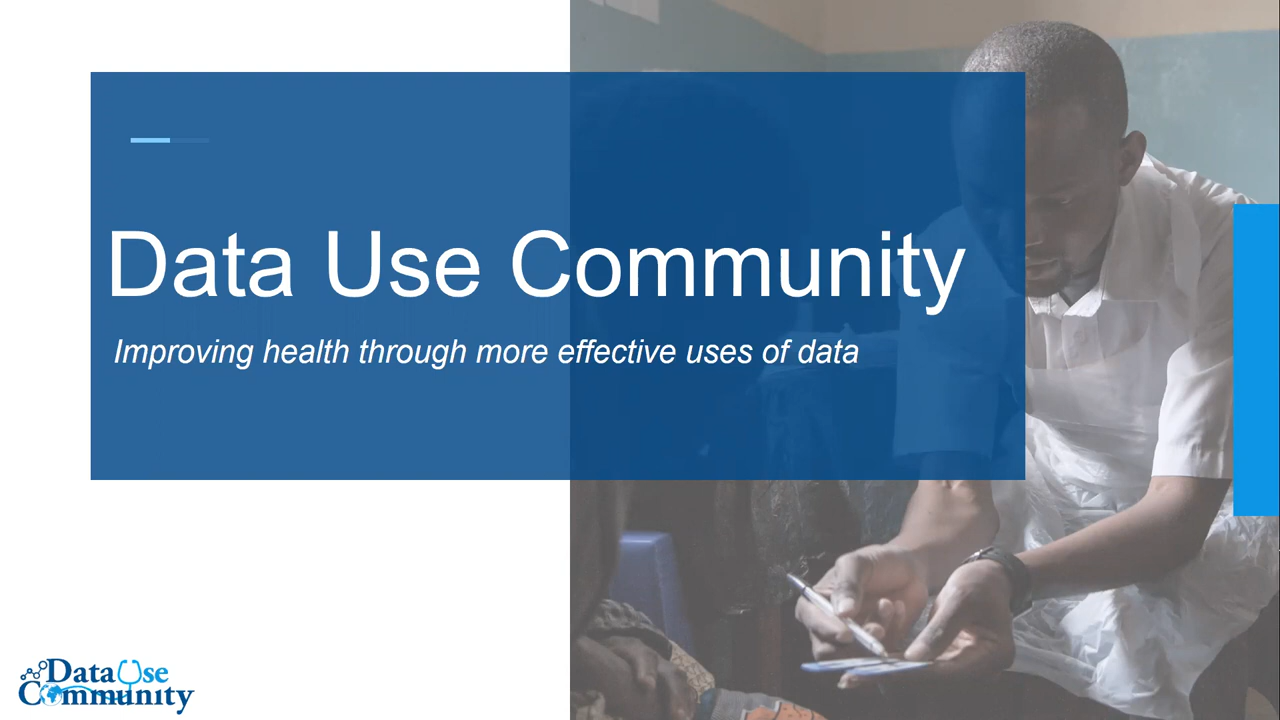 Data Use Community
Improving health through more effective uses of data
Data Use
Community